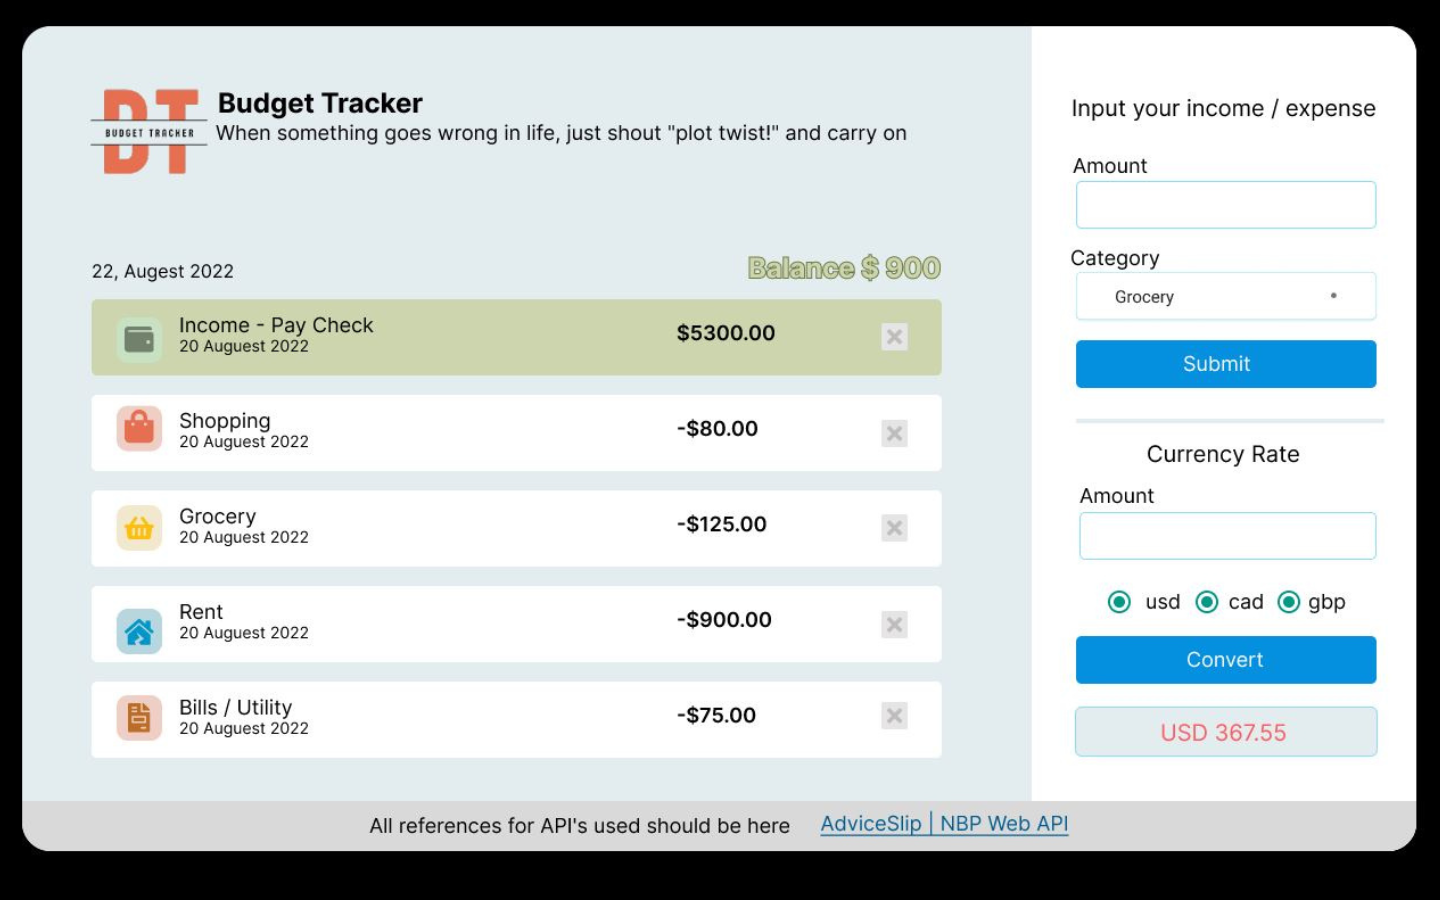 BT
BUDGET TRACKER
Budget Tracker
When something goes wrong in life, just shout "plot twist!" and carry on
22, Augest 2022
Balance $ 900
Income - Pay Check
20 Auguest 2022
$5300.00
Shopping
20 Auguest 2022
-$80.00
Grocery
20 Auguest 2022
-$125.00
Rent
20 Auguest 2022
-$900.00
Bills / Utility
20 Auguest 2022
-$75.00
Input your income / expense
Amount
Category
Grocery
Submit
Currency Rate
Amount
usd cad gbp
Convert
USD 367.55
All references for API's used should be here AdviceSlip | NBP Web API